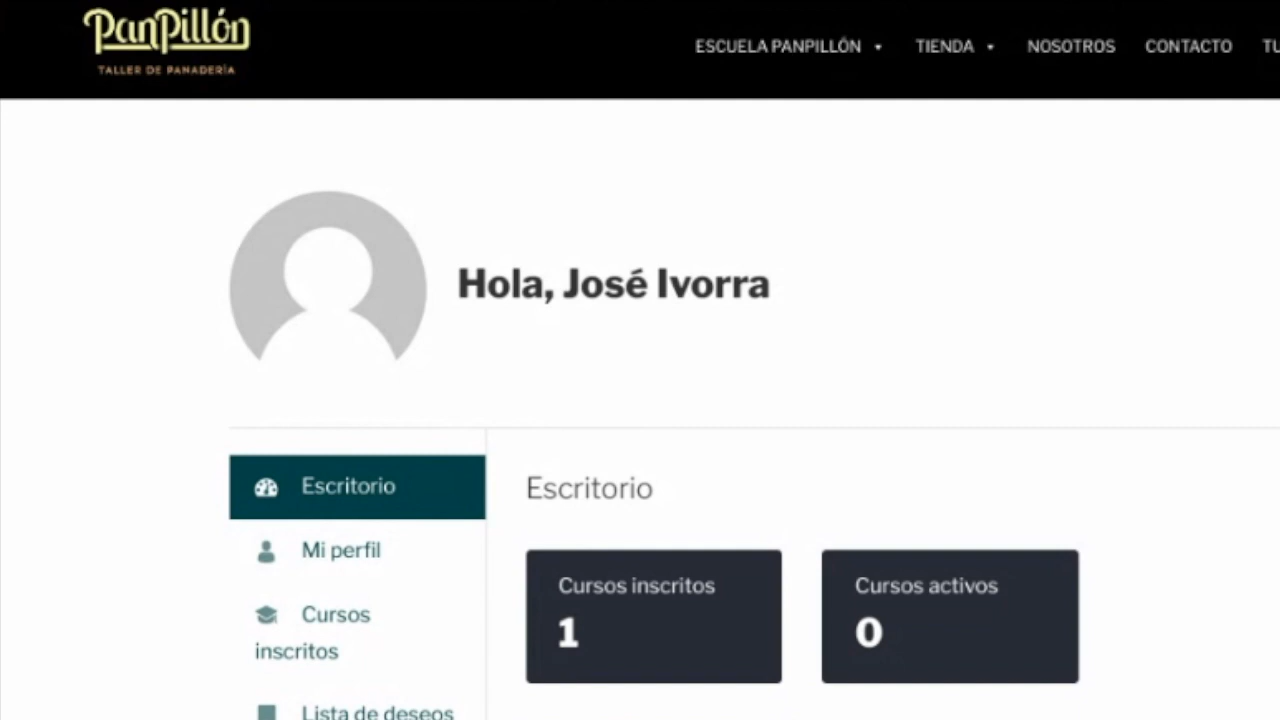 PanPillón
TALLER DE PANADERÍA
ESCUELA PANPILLÓN TIENDA NOSOTROS CONTACTO TU
Hola, José Ivorra
Escritorio
Mi perfil
Cursos
inscritos
Lista de deseos
Escritorio
Cursos inscritos
1
Cursos activos
0